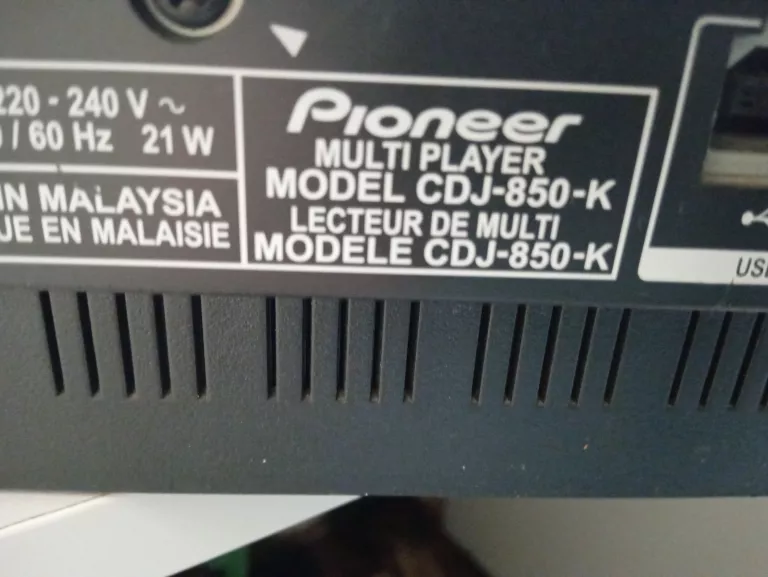 220 - 240 V ~
/ 60 Hz 21 W
IN MALAYSIA
UE EN MALAISIE
Pioneer
MULTI PLAYER
MODEL CDJ-850-K
LECTEUR DE MULTI
MODELE CDJ-850-K
USB